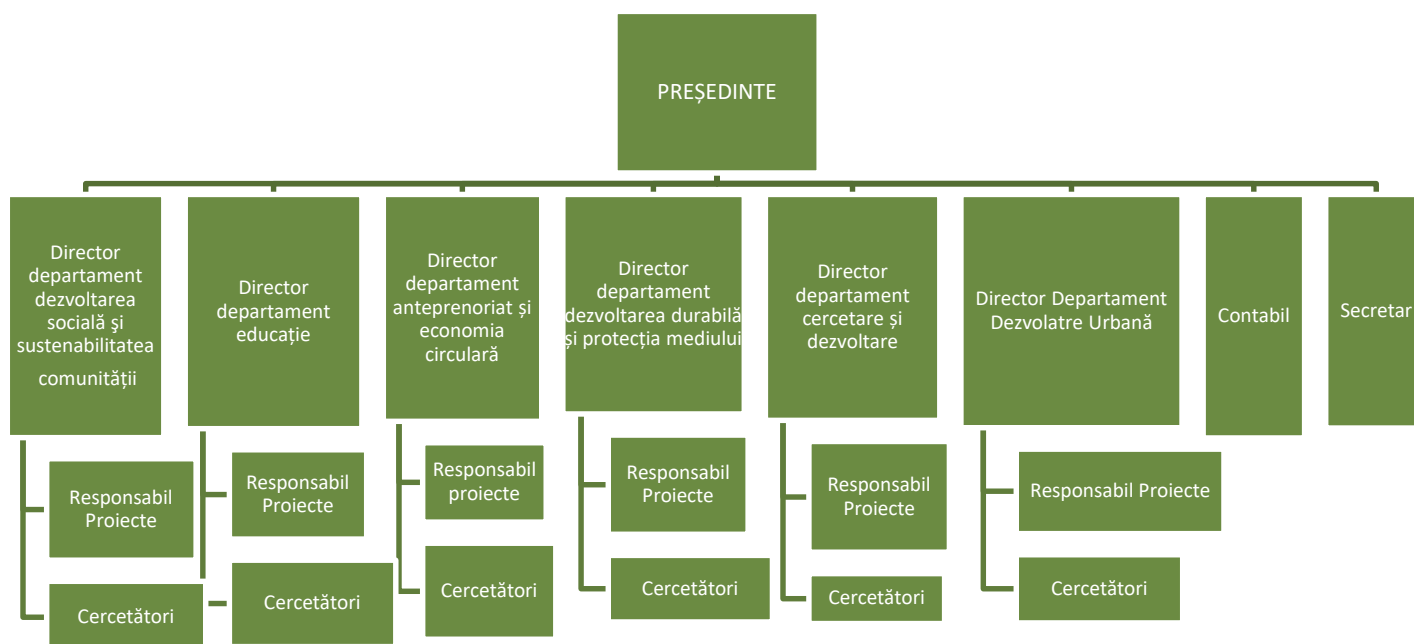 PREȘEDINTE
Director
departament
dezvoltarea
socială şi
sustenabilitatea
comunității
Director
departament
educație
Director
departament
anteprenoriat și
economia
circulară
Director
departament
dezvoltarea durabilă
și protecția mediului
Director
departament
cercetare și
dezvoltare
Director Departament
Dezvolatre Urbană
Contabil
Secretar
Responsabil
Proiecte
Cercetători
Responsabil
Proiecte
Cercetători
Responsabil
proiecte
Cercetători
Responsabil
Proiecte
Cercetători
Responsabil
Proiecte
Cercetători
Responsabil Proiecte
Cercetători